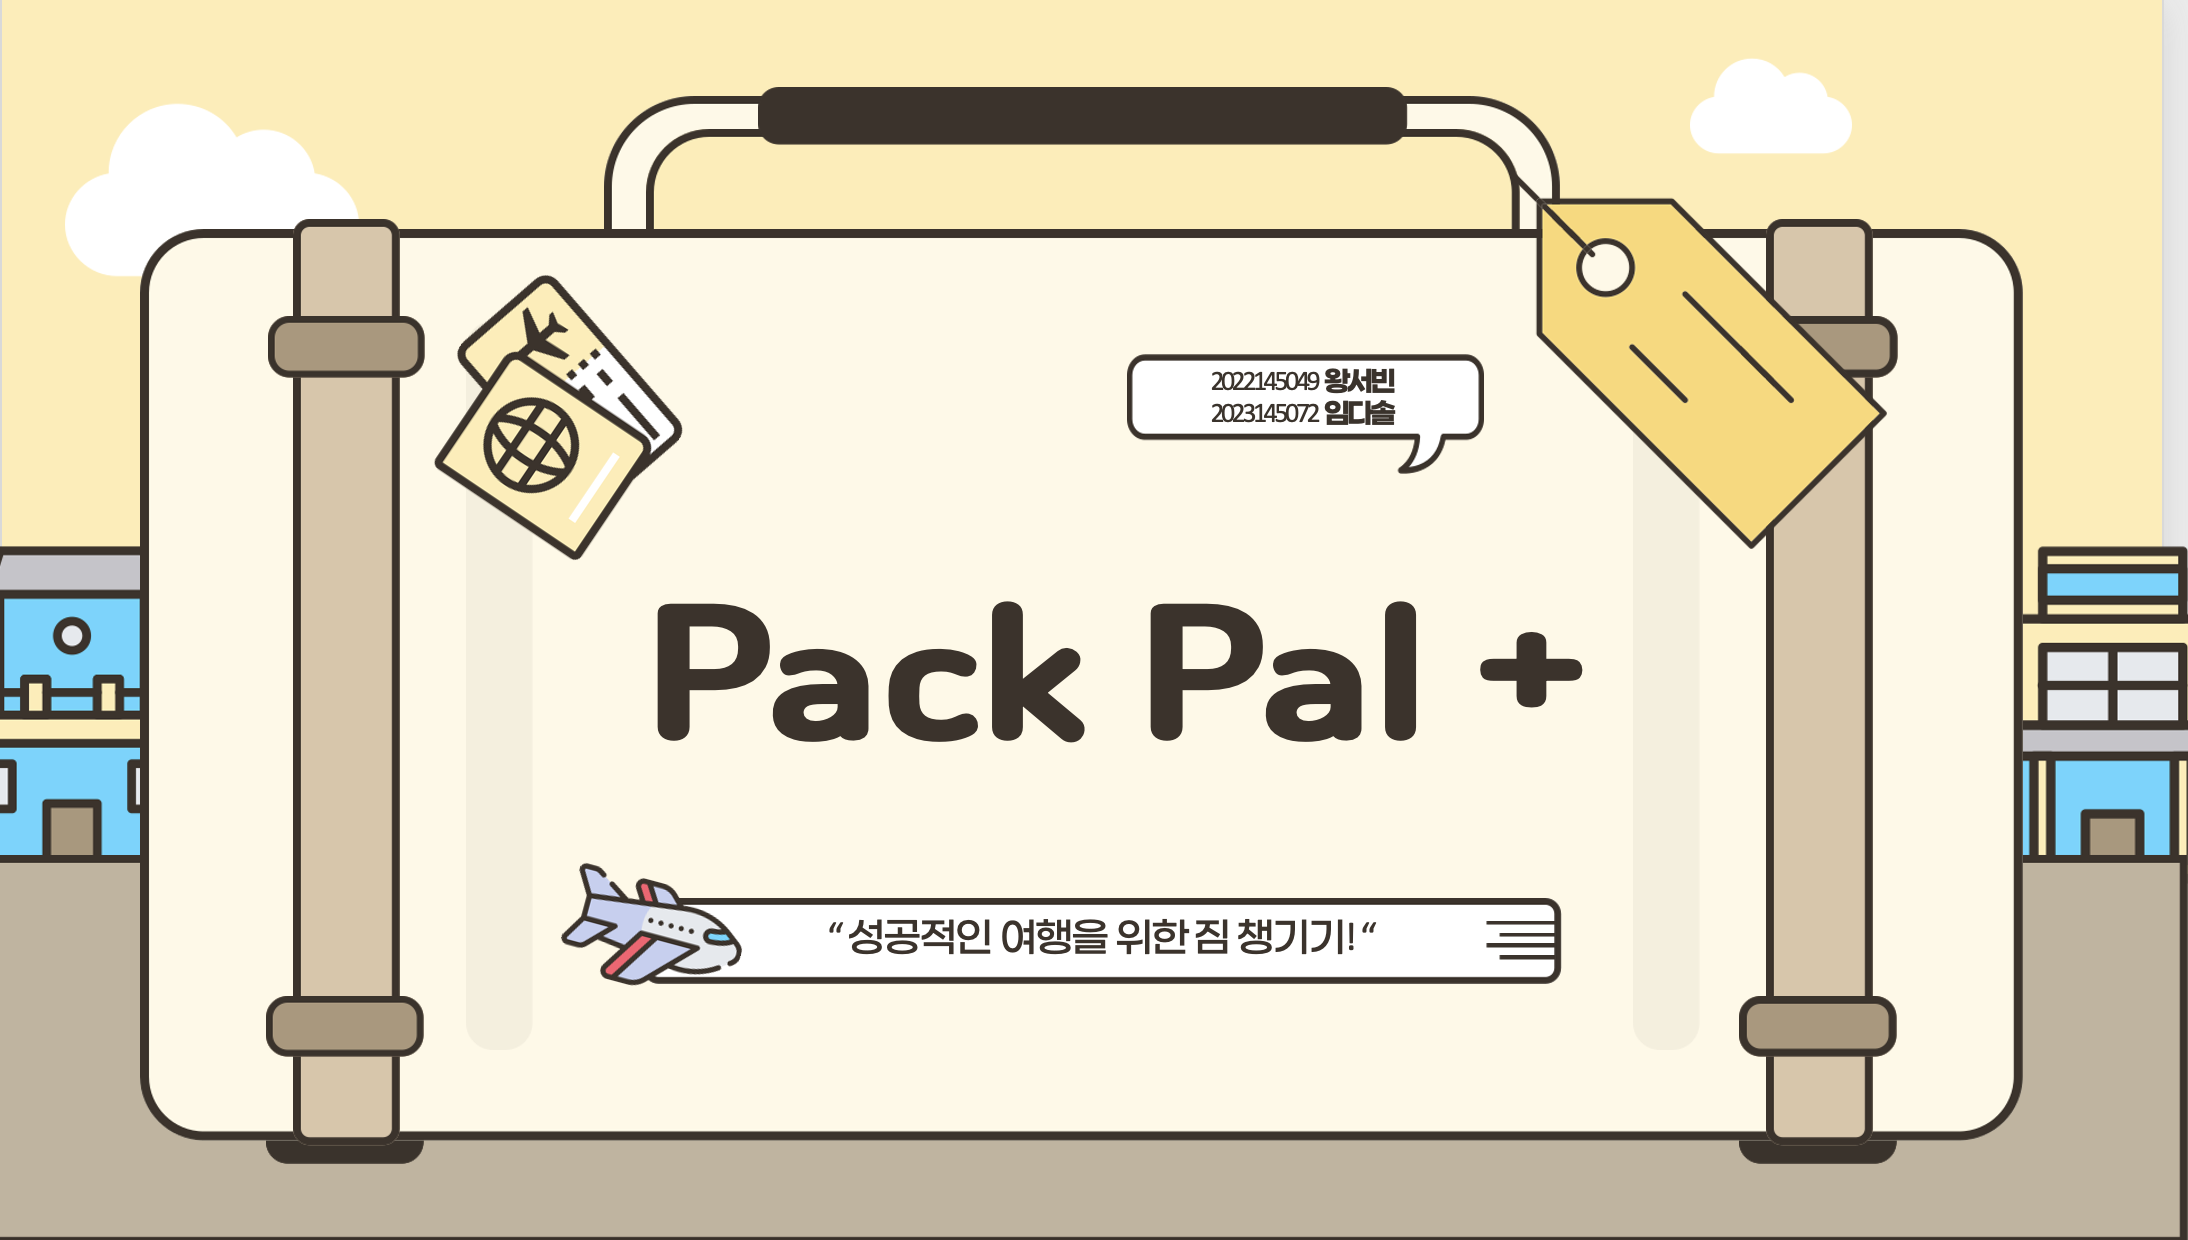 2022145049 왕세빈
2023145072 임다솔
Pack Pal +
“ 성공적인 여행을 위한 짐 챙기기! “